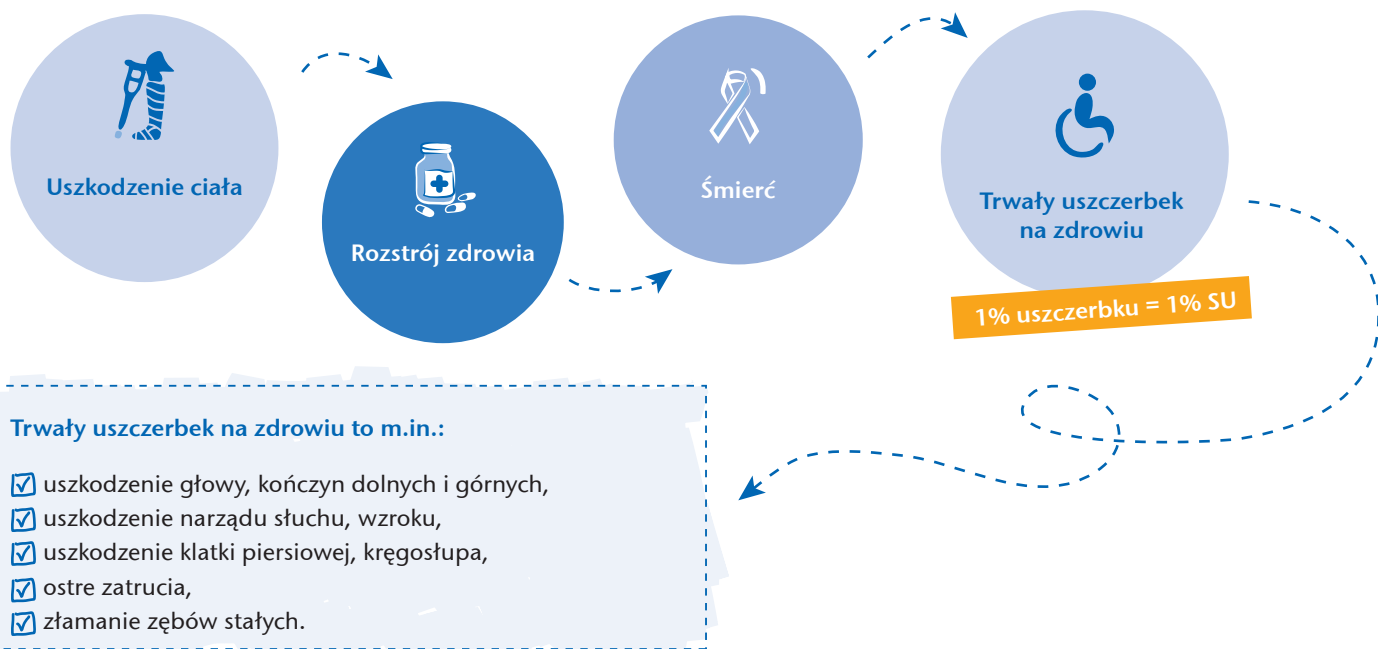 Uszkodzenie ciała
Rozstrój zdrowia
Śmierć
Trwały uszczerbek
na zdrowiu
1% uszczerbku = 1% SU
Trwały uszczerbek na zdrowiu to m.in.:
uszkodzenie głowy, kończyn dolnych i górnych,
uszkodzenie narządu słuchu, wzroku,
uszkodzenie klatki piersiowej, kręgosłupa,
ostre zatrucia,
złamanie zębów stałych.